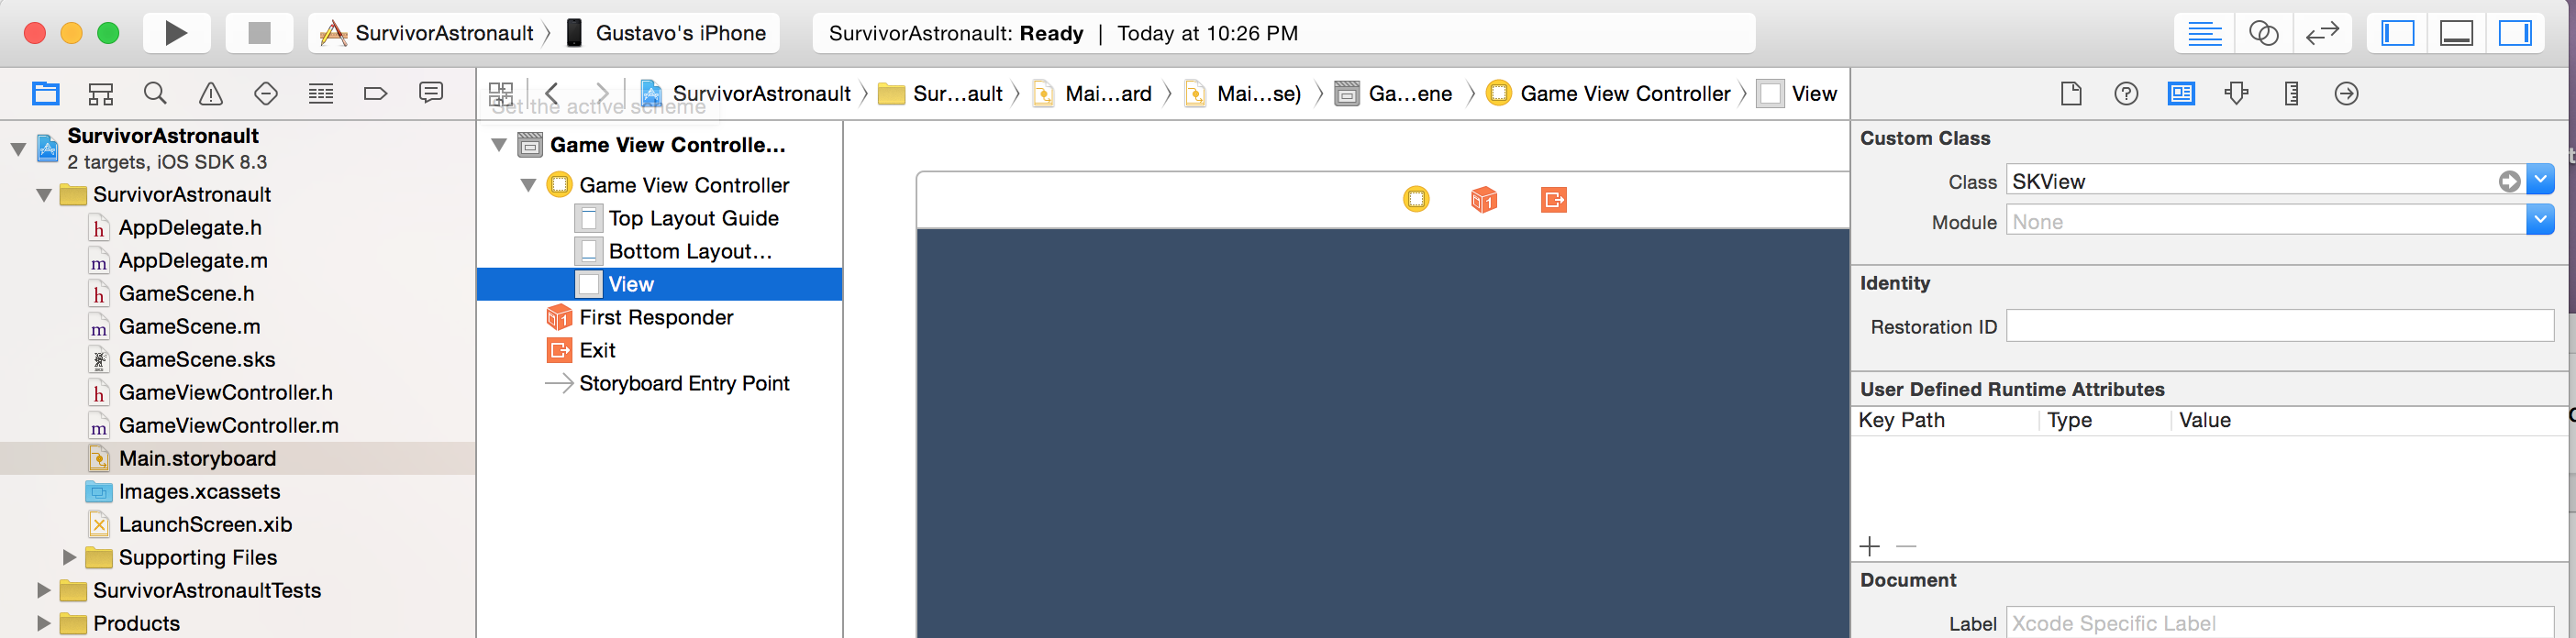 SurvivorAstronault
Gustavo's iPhone
SurvivorAstronault: Ready | Today at 10:26 PM
Set the active scheme
SurvivorAstronault
Sur...ault
Mai...ard
Mai...se)
Ga...ene
Game View Controller
View
SurvivorAstronault
2 targets, iOS SDK 8.3
SurvivorAstronault
h AppDelegate.h
m AppDelegate.m
h GameScene.h
m GameScene.m
GameScene.sks
h GameViewController.h
m GameViewController.m
Main.storyboard
Images.xcassets
LaunchScreen.xib
Supporting Files
SurvivorAstronaultTests
Products
Game View Controlle...
Game View Controller
Top Layout Guide
Bottom Layout...
View
First Responder
Exit
Storyboard Entry Point
Custom Class
Class SKView
Module None
Identity
Restoration ID
User Defined Runtime Attributes
Key Path Type Value
Document
Label Xcode Specific Label